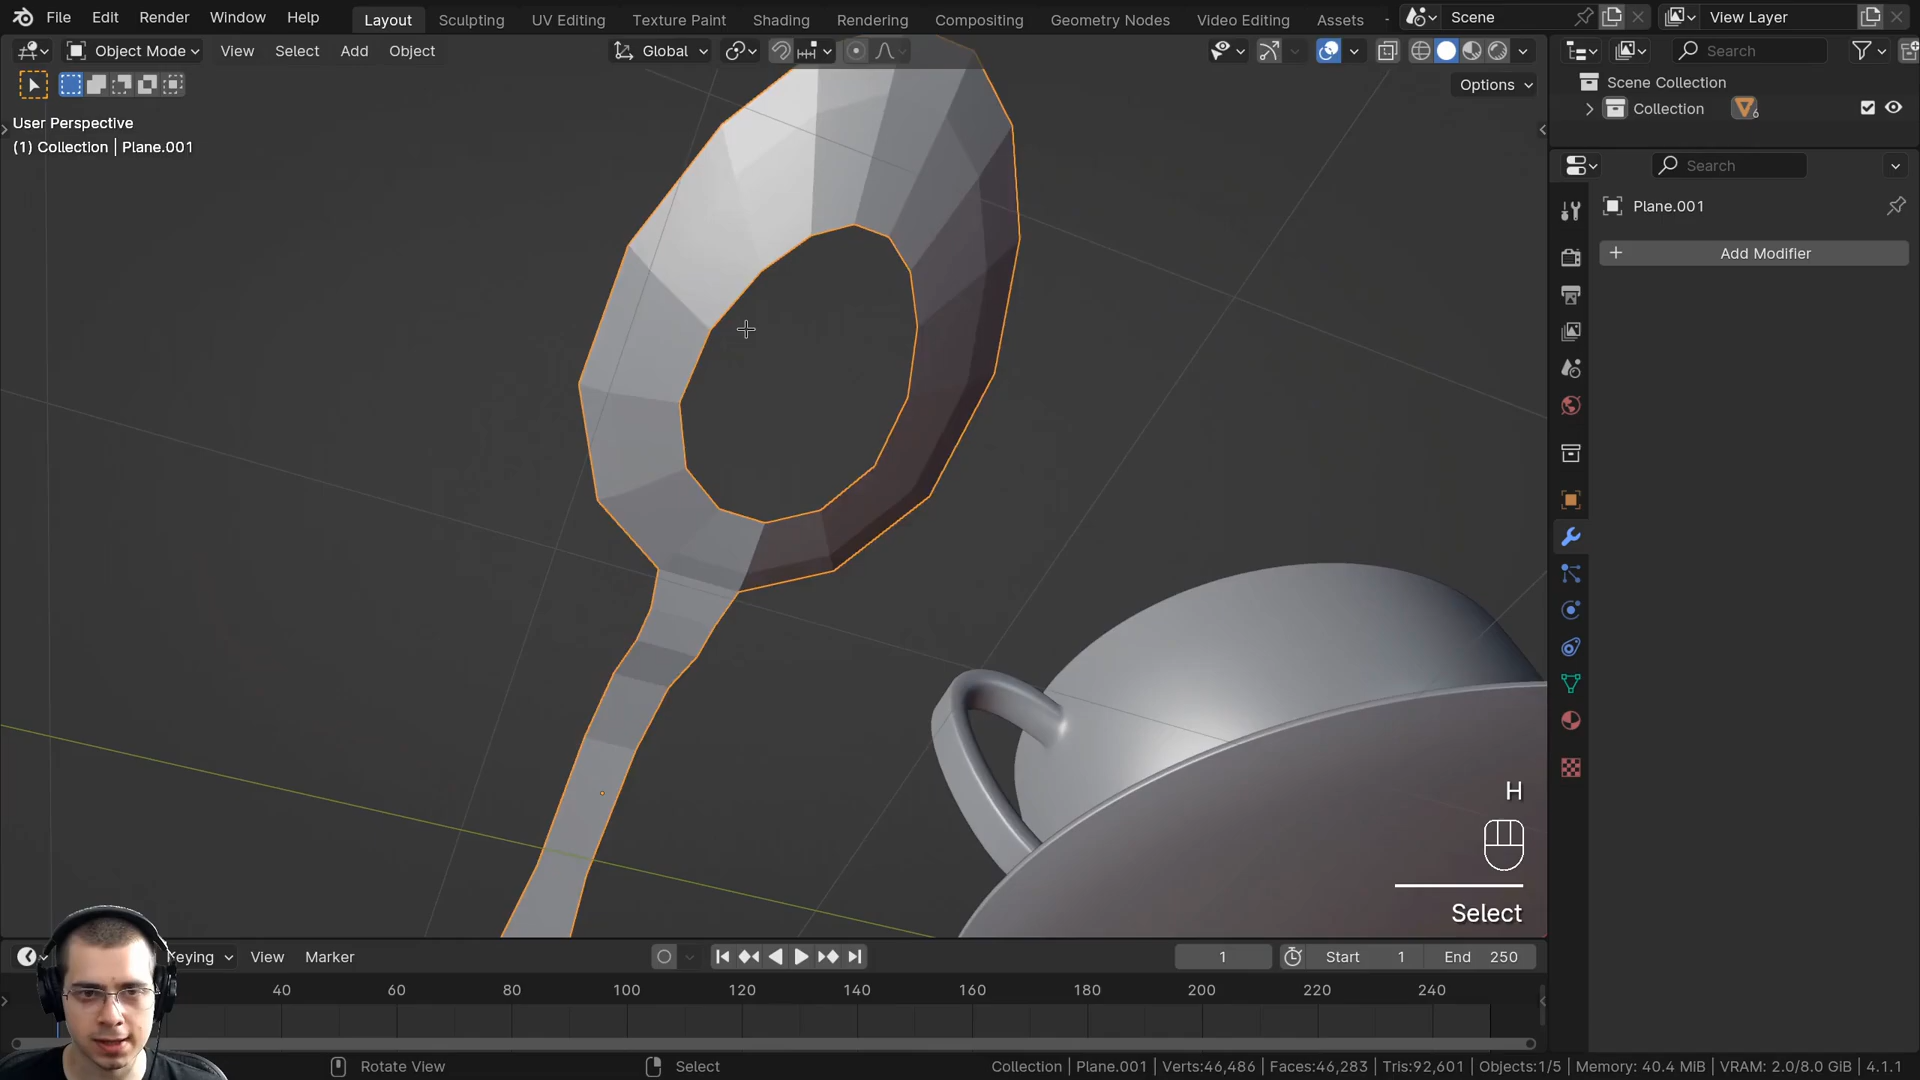 File Edit Render Window Help Layout Sculpting UV Editing Texture Paint Shading Rendering Compositing Geometry Nodes Video Editing Assets Scene View Layer
Object Mode View Select Add Object Global Search
Options
User Perspective
(1) Collection | Plane.001
Scene Collection
Collection 6
Search
Plane.001
+ Add Modifier
H
Select
Keying View Marker 1 Start 1 End 250
40 60 80 100 120 140 160 180 200 220 240
Rotate View Select Collection | Plane.001 | Verts:46,486 | Faces:46,283 | Tris:92,601 | Objects:1/5 | Memory: 40.4 MiB | VRAM: 2.0/8.0 GiB | 4.1.1